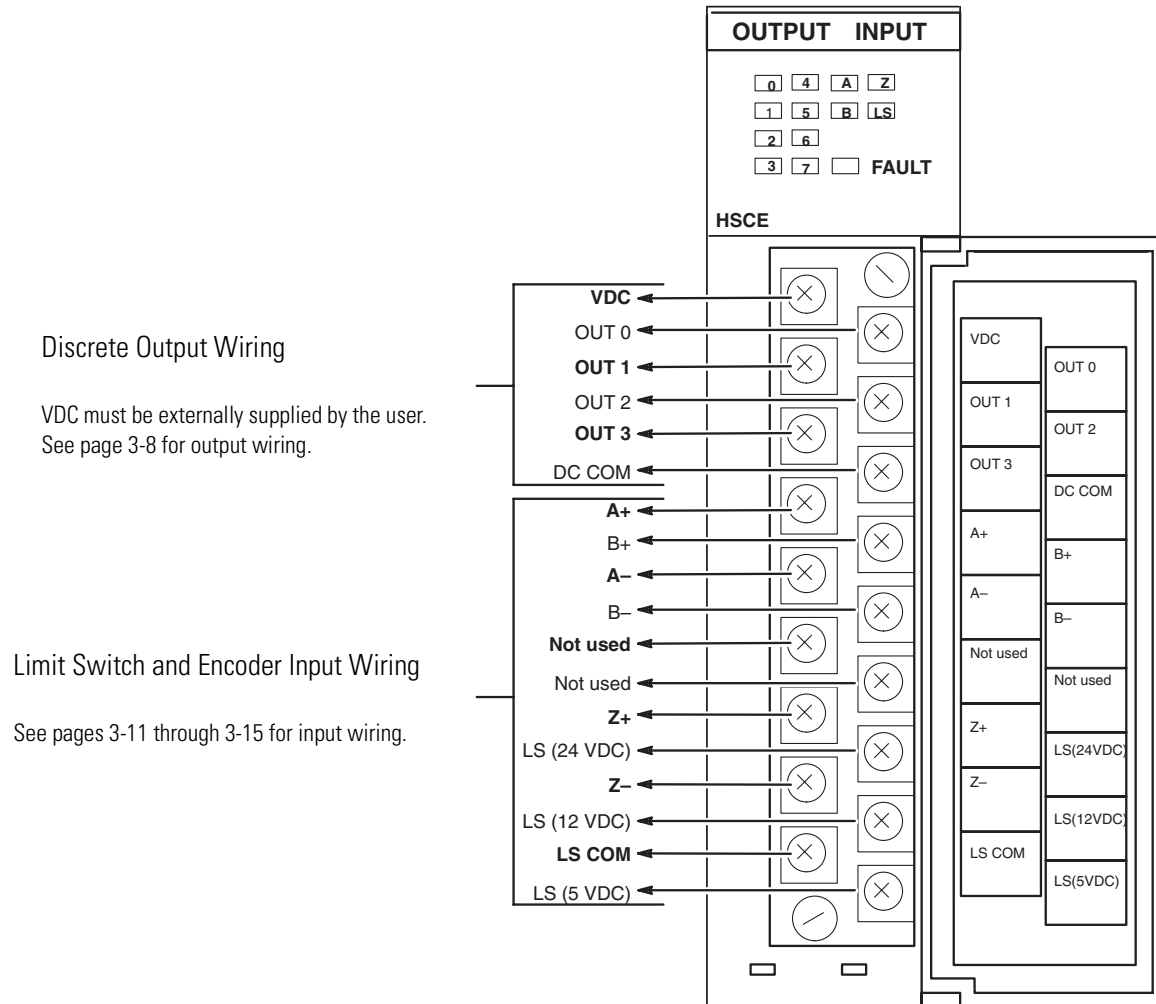 OUTPUT INPUT
0 4 A Z
1 5 B LS
2 6
3 7 FAULT
HSCE
Discrete Output Wiring
VDC must be externally supplied by the user.
See page 3-8 for output wiring.
Limit Switch and Encoder Input Wiring
See pages 3-11 through 3-15 for input wiring.
VDC
OUT 0
OUT 1
OUT 2
OUT 3
DC COM
A+
B+
A–
B–
Not used
Not used
Z+
LS (24 VDC)
Z–
LS (12 VDC)
LS COM
LS (5 VDC)
VDC
OUT 0
OUT 1
OUT 2
OUT 3
DC COM
A+
B+
A–
B–
Not used
Not used
Z+
LS(24VDC)
Z–
LS(12VDC)
LS COM
LS(5VDC)